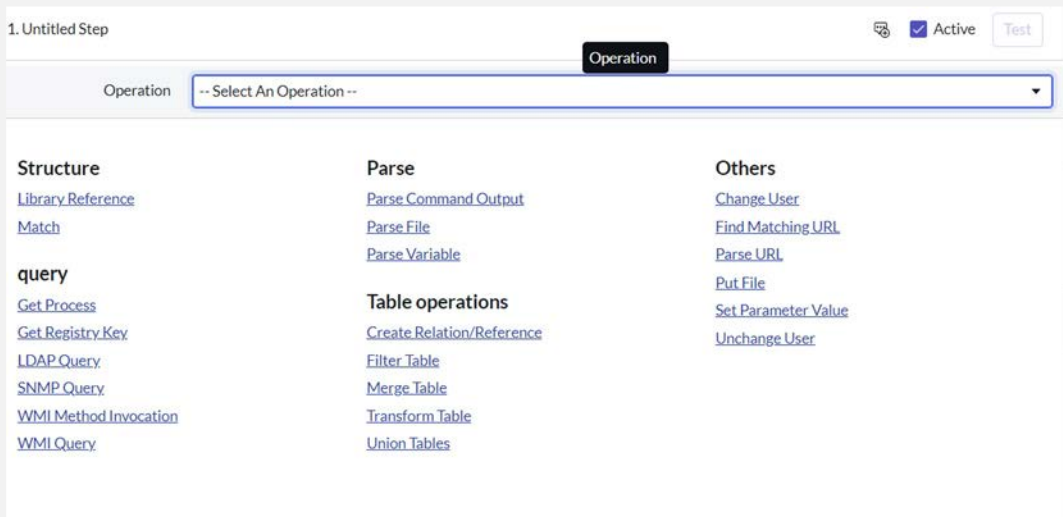 1. Untitled Step
Active
Test
Operation
Operation
-- Select An Operation --
Structure
Library Reference
Match
query
Get Process
Get Registry Key
LDAP Query
SNMP Query
WMI Method Invocation
WMI Query
Parse
Parse Command Output
Parse File
Parse Variable
Table operations
Create Relation/Reference
Filter Table
Merge Table
Transform Table
Union Tables
Others
Change User
Find Matching URL
Parse URL
Put File
Set Parameter Value
Unchange User